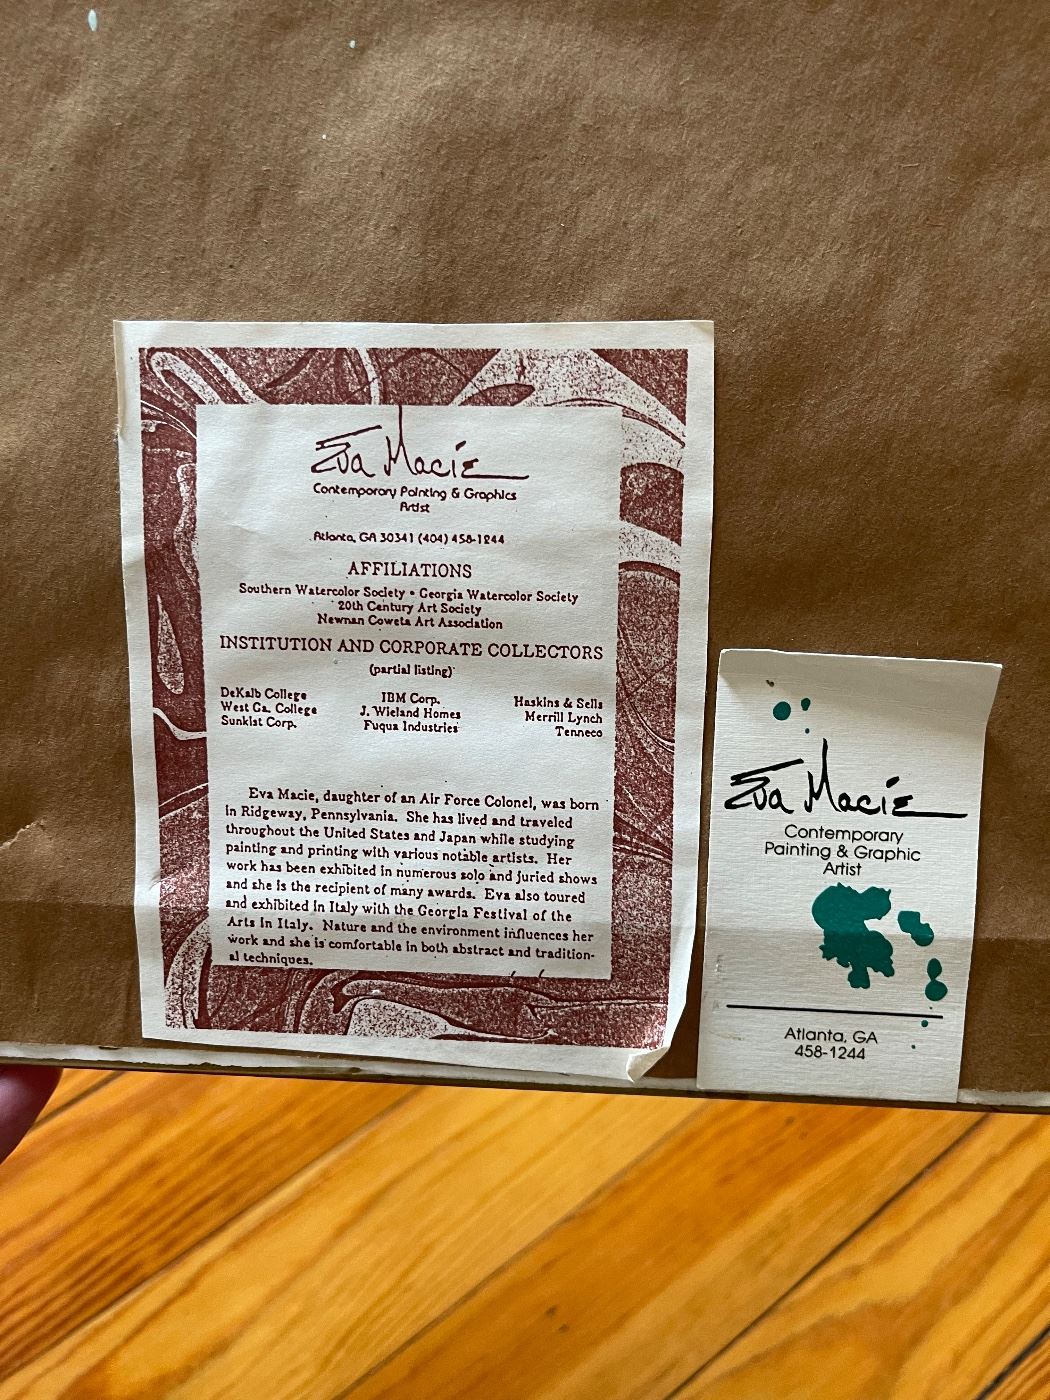 Eva Macie
Contemporary Painting & Graphics
Artist
Atlanta, GA 30341 (404) 458-1244
AFFILIATIONS
Southern Watercolor Society • Georgia Watercolor Society
20th Century Art Society
Newnan Coweta Art Association
INSTITUTION AND CORPORATE COLLECTORS
(partial listing)
DeKalb College IBM Corp. Haskins & Sells
West Ga. College J. Wieland Homes Merrill Lynch
Sunkist Corp. Fuqua Industries Tenneco
Eva Macie, daughter of an Air Force Colonel, was born
in Ridgeway, Pennsylvania. She has lived and traveled
throughout the United States and Japan while studying
painting and printing with various notable artists. Her
work has been exhibited in numerous solo and juried shows
and she is the recipient of many awards. Eva also toured
and exhibited in Italy with the Georgia Festival of the
Arts in Italy. Nature and the environment influences her
work and she is comfortable in both abstract and tradition-
al techniques.
Eva Macie
Contemporary
Painting & Graphic
Artist
Atlanta, GA
458-1244